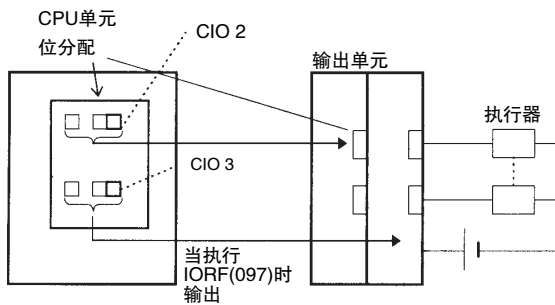 CPU单元
位分配
CIO 2
输出单元
执行器
CIO 3
当执行
IORF(097)时
输出